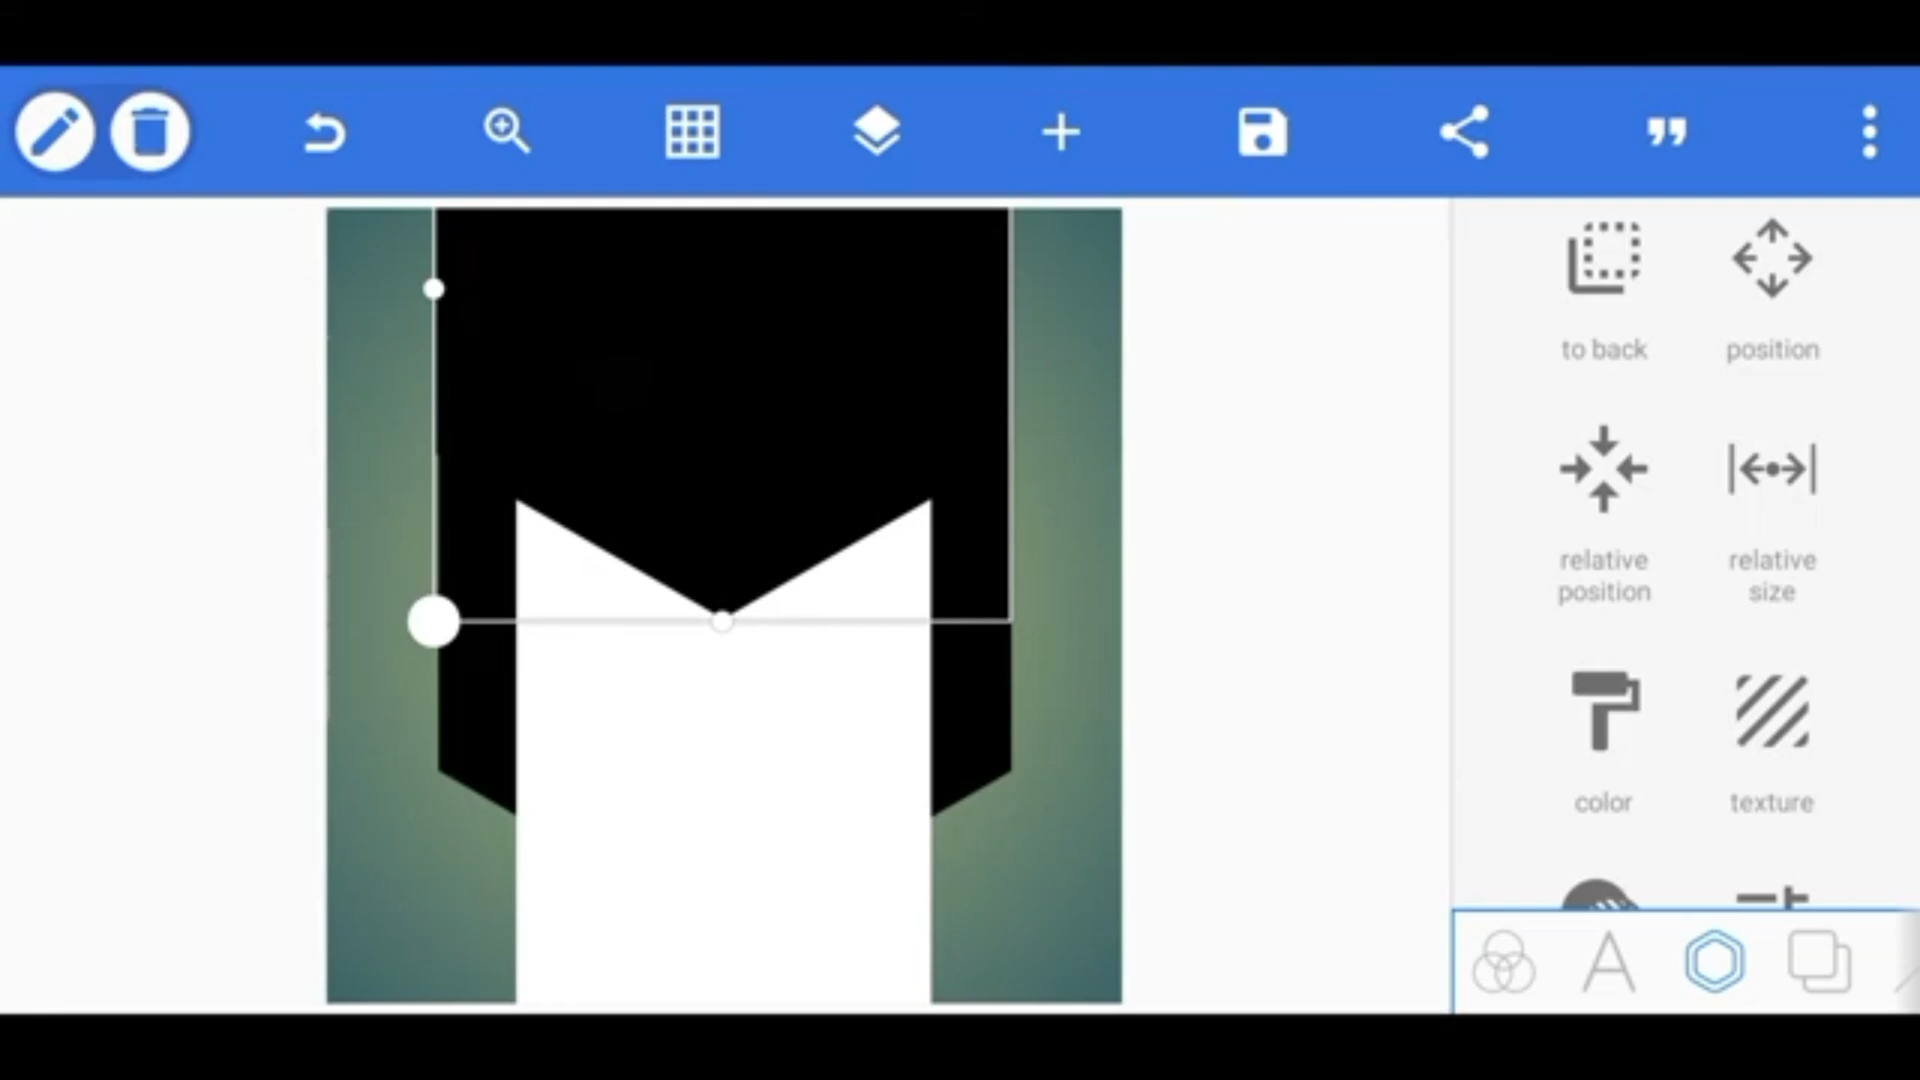 to back
position
relative
position
relative
size
color
texture